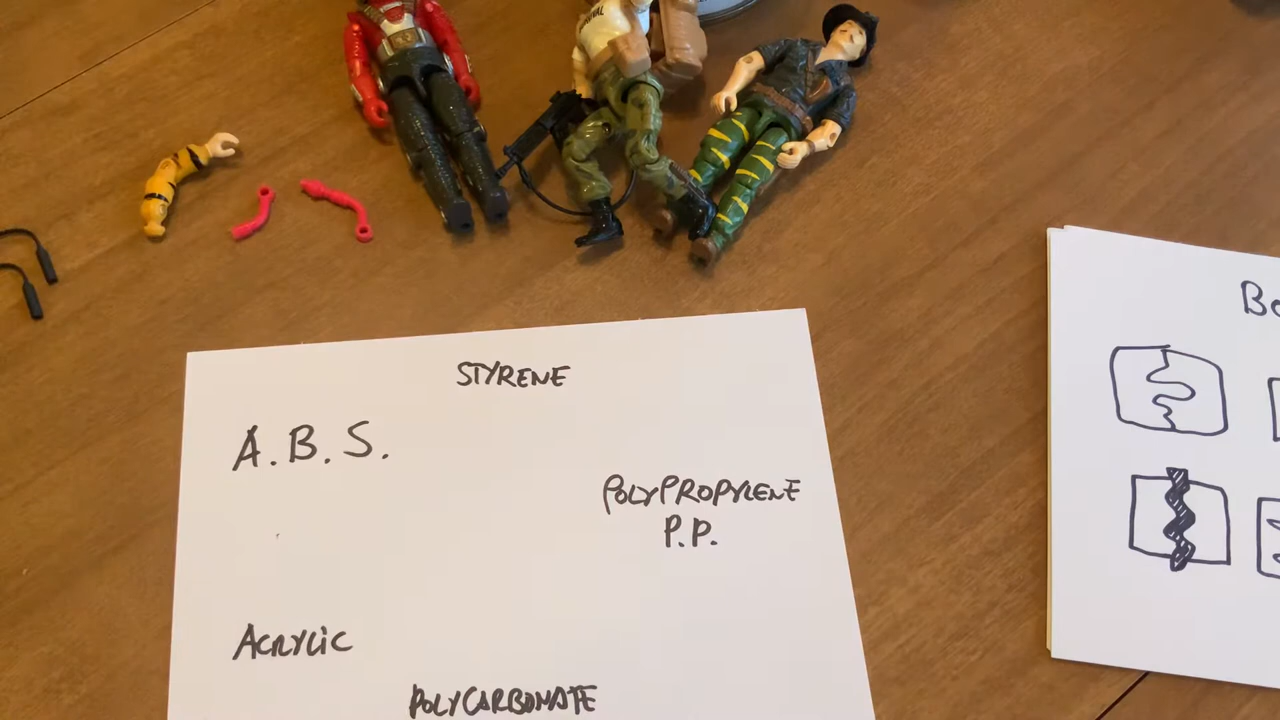 STYRENE
A.B.S.
POLYPROPYLENE
P.P.
ACRYLIC
POLYCARBONATE